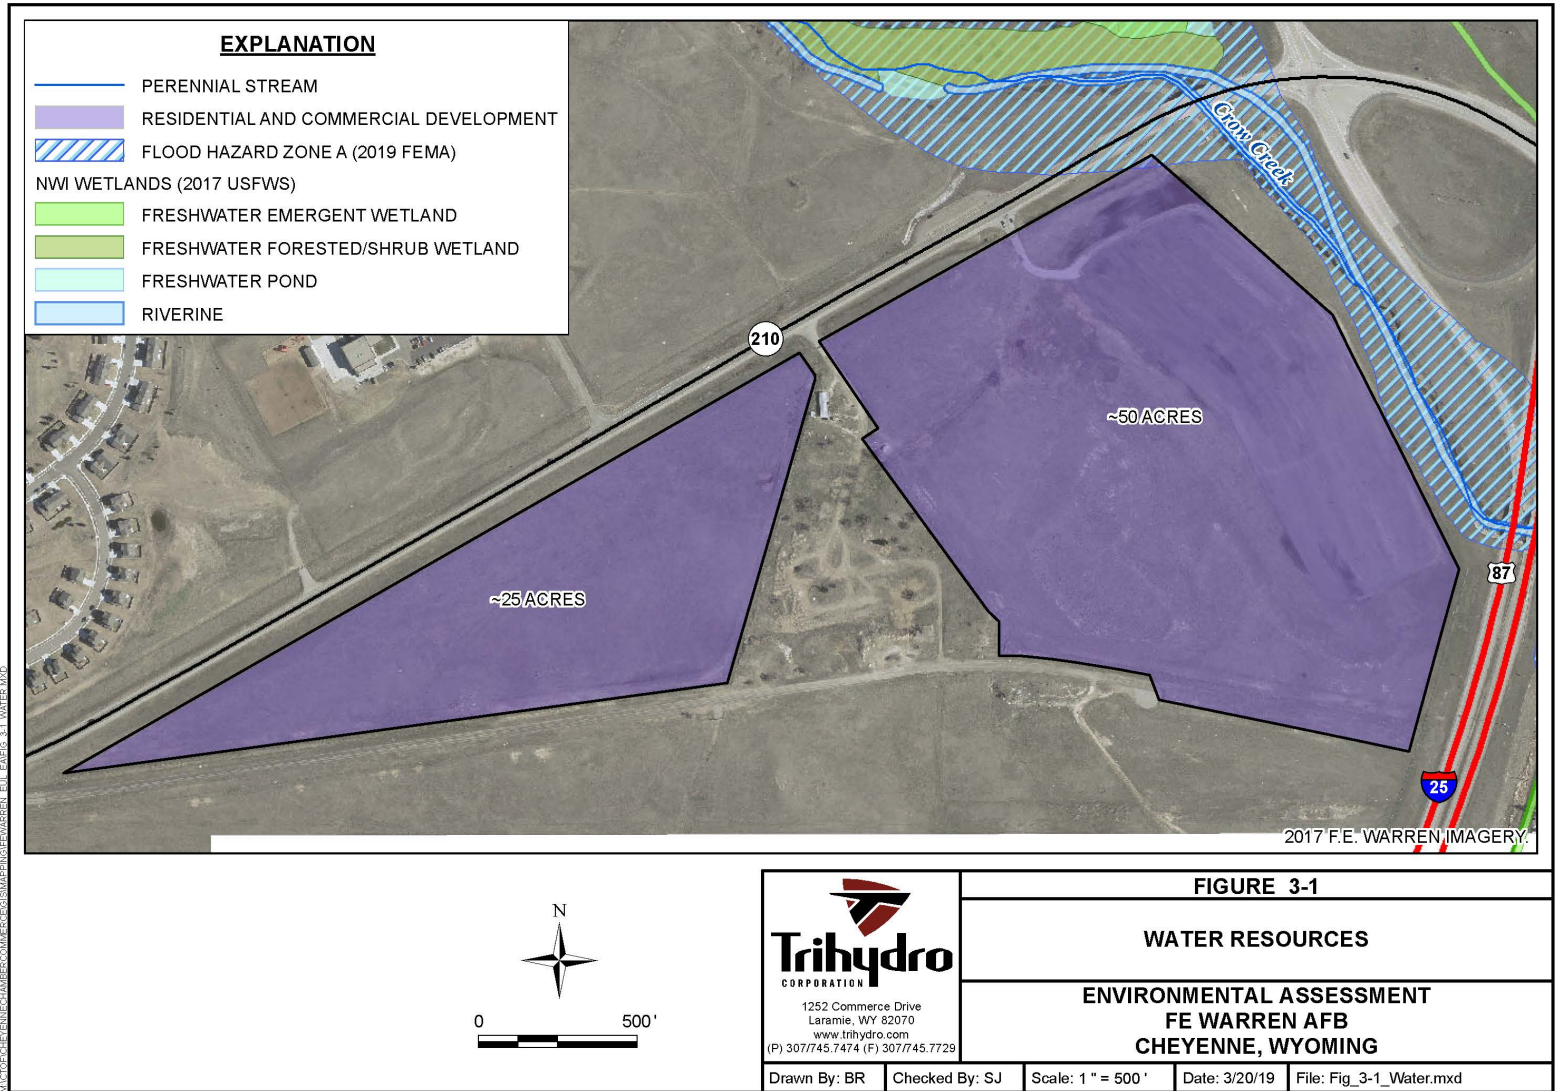 EXPLANATION
PERENNIAL STREAM
RESIDENTIAL AND COMMERCIAL DEVELOPMENT
FLOOD HAZARD ZONE A (2019 FEMA)
NWI WETLANDS (2017 USFWS)
FRESHWATER EMERGENT WETLAND
FRESHWATER FORESTED/SHRUB WETLAND
FRESHWATER POND
RIVERINE
Crow Creek
210
~50 ACRES
~25 ACRES
87
25
2017 F.E. WARREN IMAGERY.
N
0 500'
Trihydro
CORPORATION
1252 Commerce Drive
Laramie, WY 82070
www.trihydro.com
(P) 307/745.7474 (F) 307/745.7729
FIGURE 3-1
WATER RESOURCES
ENVIRONMENTAL ASSESSMENT
FE WARREN AFB
CHEYENNE, WYOMING
Drawn By: BR
Checked By: SJ
Scale: 1 " = 500 '
Date: 3/20/19
File: Fig_3-1_Water.mxd